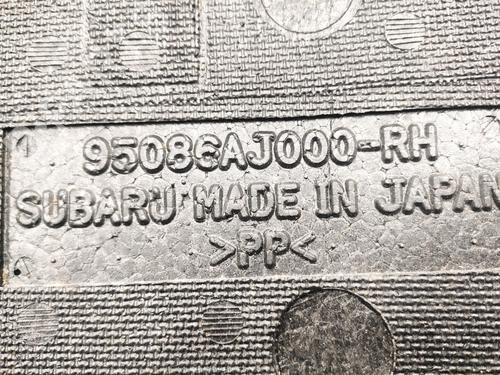 95086AJ000-RH
SUBARU MADE IN JAPAN
>PP<